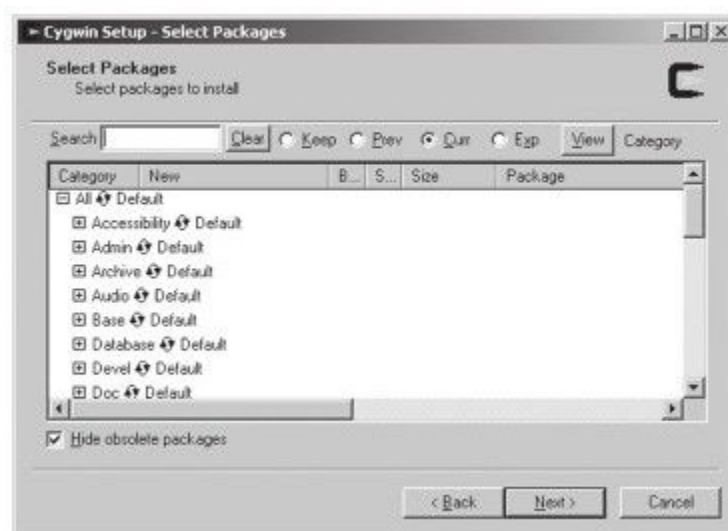 Cygwin Setup - Select Packages
Select Packages
Select packages to install
Search Clear Keep Prev Curr Exp View Category
Category New B... S... Size Package
All Default
Accessibility Default
Admin Default
Archive Default
Audio Default
Base Default
Database Default
Devel Default
Doc Default
Hide obsolete packages
< Back Next > Cancel